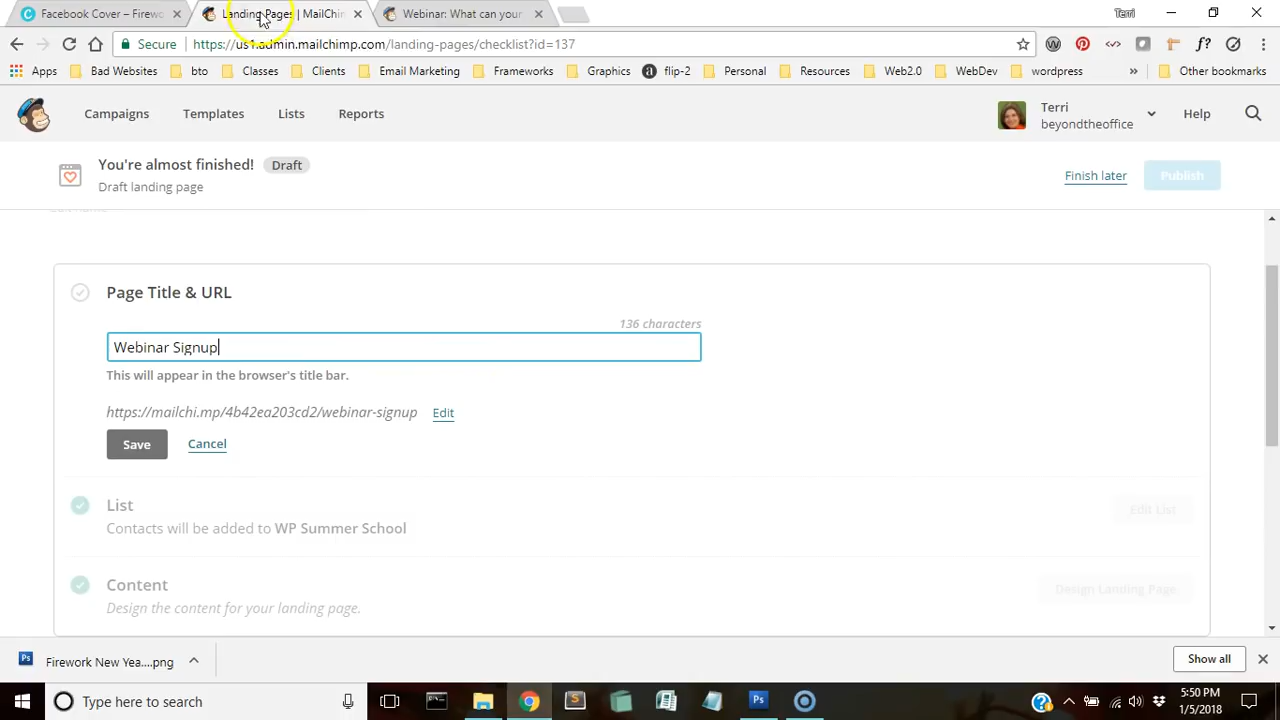 Facebook Cover – Firewo
Landing Pages | MailChin
Webinar: What can your
Terri
Secure
https://us1.admin.mailchimp.com/landing-pages/checklist?id=137
Apps
Bad Websites
bto
Classes
Clients
Email Marketing
Frameworks
Graphics
flip-2
Personal
Resources
Web2.0
WebDev
wordpress
»
Other bookmarks
Campaigns
Templates
Lists
Reports
Terri
beyondtheoffice
Help
You're almost finished!
Draft
Draft landing page
Finish later
Publish
Edit name
Page Title & URL
136 characters
Webinar Signup
This will appear in the browser's title bar.
https://mailchi.mp/4b42ea203cd2/webinar-signup
Edit
Save
Cancel
List
Contacts will be added to WP Summer School
Edit List
Content
Design the content for your landing page.
Design Landing Page
Firework New Yea....png
Show all
Type here to search
5:50 PM
1/5/2018